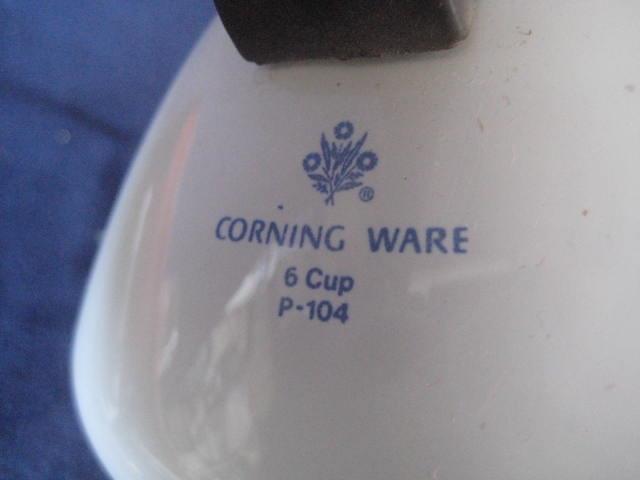 ®
CORNING WARE
6 Cup
P-104